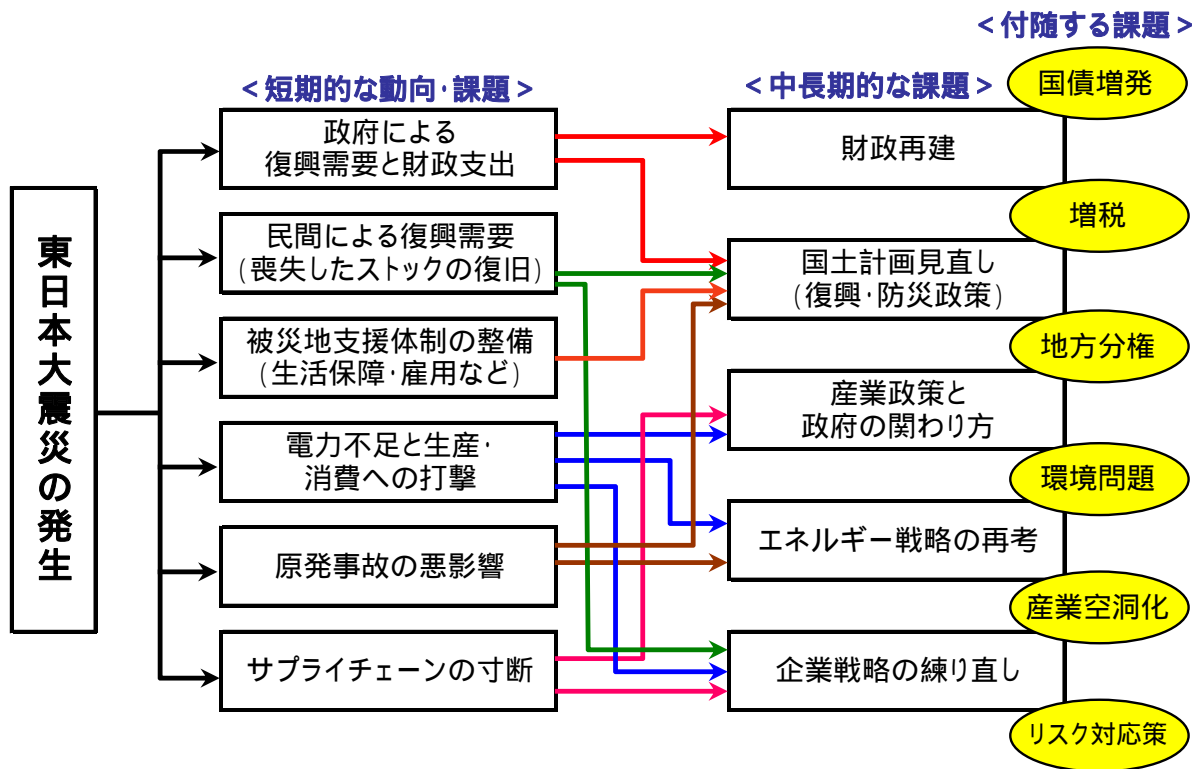 <付随する課題>
<短期的な動向・課題>
<中長期的な課題>
国債増発
政府による
復興需要と財政支出
財政再建
増税
東日本大震災の発生
民間による復興需要
(喪失したストックの復旧)
国土計画見直し
(復興・防災政策)
地方分権
被災地支援体制の整備
(生活保障・雇用など)
産業政策と
政府の関わり方
電力不足と生産・
消費への打撃
環境問題
原発事故の悪影響
エネルギー戦略の再考
産業空洞化
サプライチェーンの寸断
企業戦略の練り直し
リスク対応策